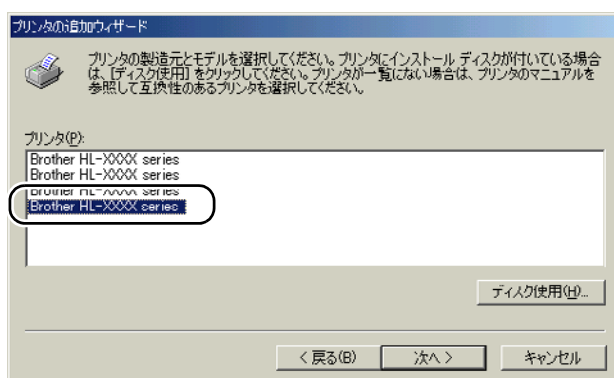 プリンタの追加ウィザード
プリンタの製造元とモデルを選択してください。プリンタにインストール ディスクが付いている場合
は、[ディスク使用] をクリックしてください。プリンタが一覧にない場合は、プリンタのマニュアルを
参照して互換性のあるプリンタを選択してください。
プリンタ(P):
Brother HL-XXXX series
Brother HL-XXXX series
Brother HL-XXXX series
Brother HL-XXXX series
ディスク使用(H)...
< 戻る(B)
次へ >
キャンセル